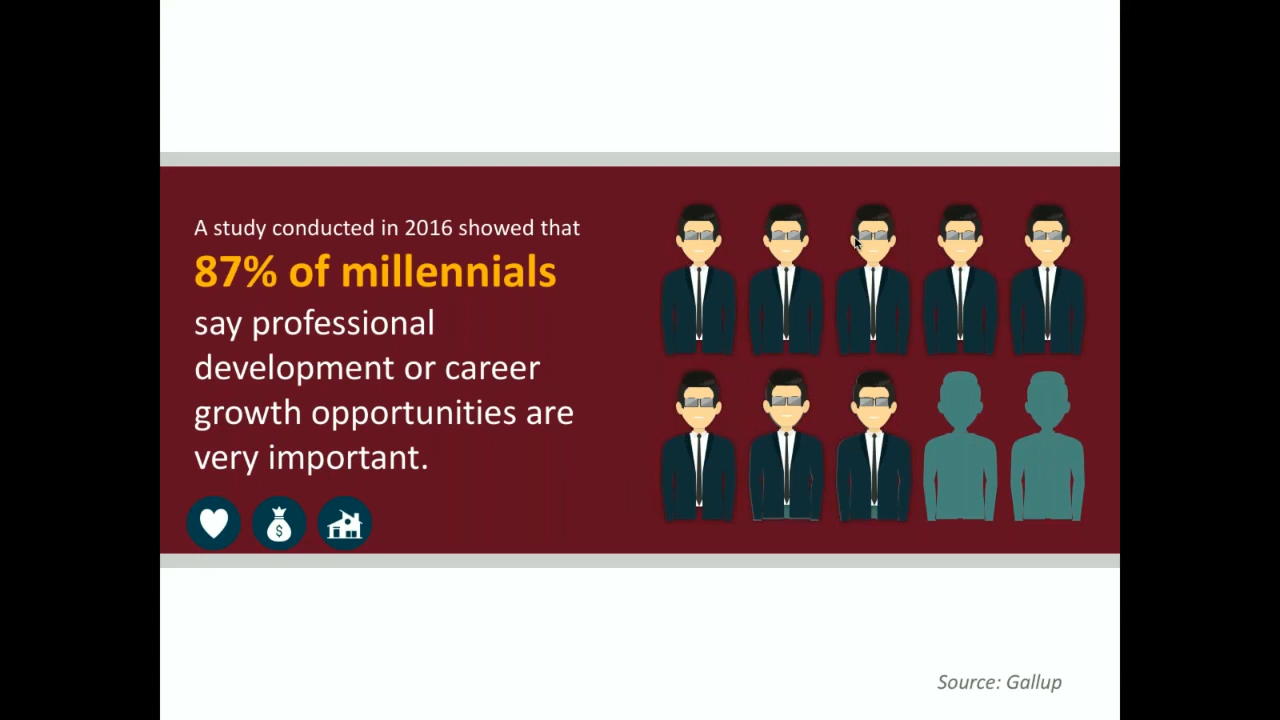 A study conducted in 2016 showed that
87% of millennials
say professional
development or career
growth opportunities are
very important.
$
Source: Gallup